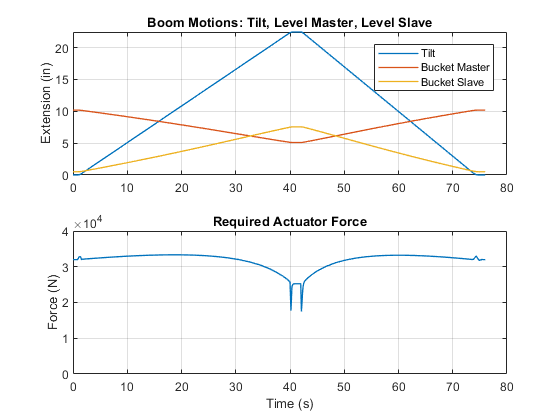 Boom Motions: Tilt, Level Master, Level Slave
Extension (in)
20
15
10
5
0
Tilt
Bucket Master
Bucket Slave
0 10 20 30 40 50 60 70 80
Required Actuator Force
×10⁴
Force (N)
4
3
2
1
0
0 10 20 30 40 50 60 70 80
Time (s)